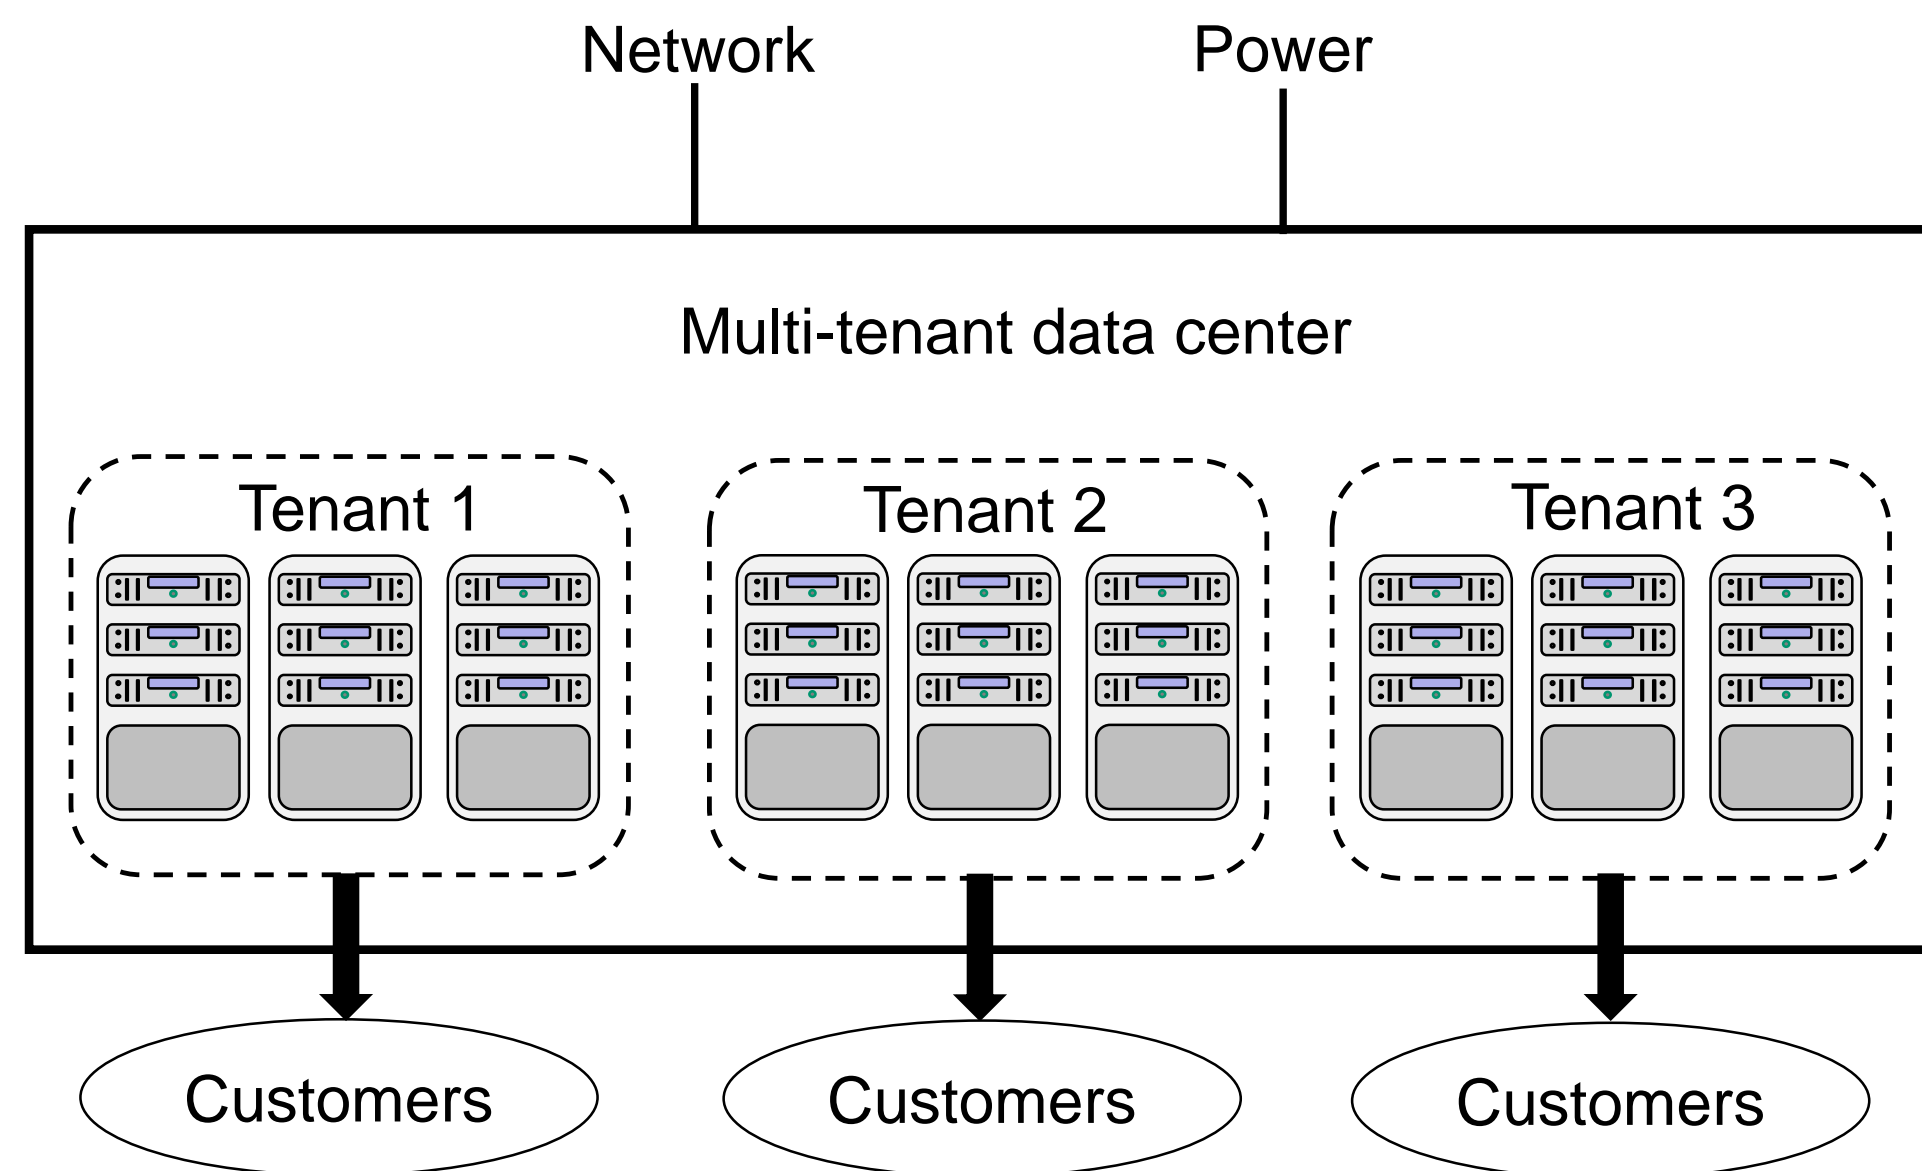 Network
Power
Multi-tenant data center
Tenant 1
Tenant 2
Tenant 3
Customers
Customers
Customers